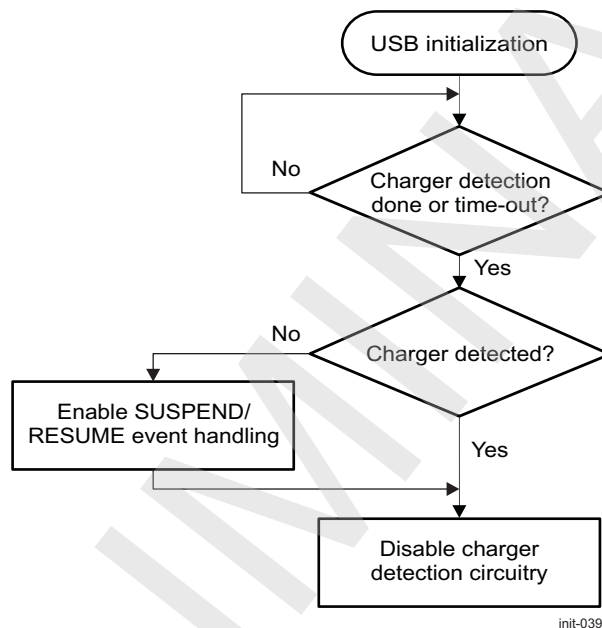 USB initialization
No
Charger detection
done or time-out?
Yes
No
Charger detected?
Enable SUSPEND/
RESUME event handling
Yes
Disable charger
detection circuitry
init-039